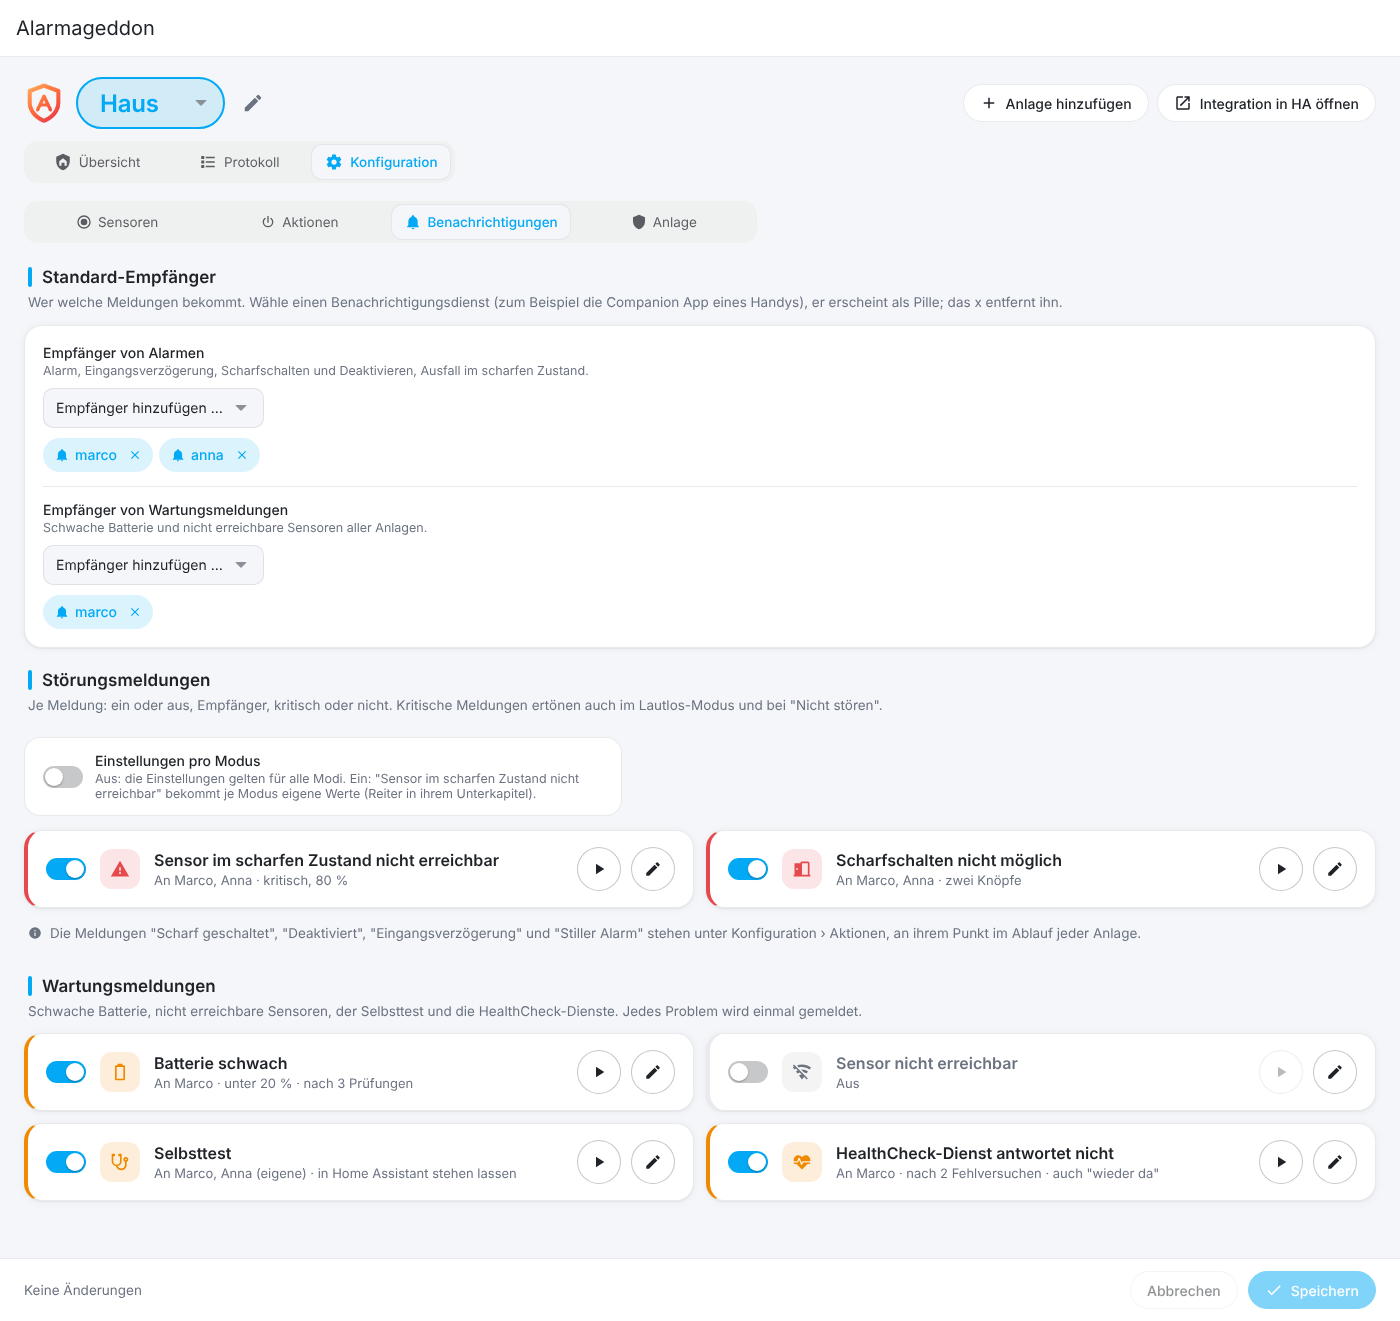 Alarmageddon
Haus
Anlage hinzufügen
Integration in HA öffnen
Übersicht
Protokoll
Konfiguration
Sensoren
Aktionen
Benachrichtigungen
Anlage
Standard-Empfänger
Wer welche Meldungen bekommt. Wähle einen Benachrichtigungsdienst (zum Beispiel die Companion App eines Handys), er erscheint als Pille; das x entfernt ihn.
Empfänger von Alarmen
Alarm, Eingangsverzögerung, Scharfschalten und Deaktivieren, Ausfall im scharfen Zustand.
Empfänger hinzufügen ...
marco
anna
Empfänger von Wartungsmeldungen
Schwache Batterie und nicht erreichbare Sensoren aller Anlagen.
Empfänger hinzufügen ...
marco
Störungsmeldungen
Je Meldung: ein oder aus, Empfänger, kritisch oder nicht. Kritische Meldungen ertönen auch im Lautlos-Modus und bei "Nicht stören".
Einstellungen pro Modus
Aus: die Einstellungen gelten für alle Modi. Ein: "Sensor im scharfen Zustand nicht
erreichbar" bekommt je Modus eigene Werte (Reiter in ihrem Unterkapitel).
Sensor im scharfen Zustand nicht erreichbar
An Marco, Anna · kritisch, 80 %
Scharfschalten nicht möglich
An Marco, Anna · zwei Knöpfe
Die Meldungen "Scharf geschaltet", "Deaktiviert", "Eingangsverzögerung" und "Stiller Alarm" stehen unter Konfiguration › Aktionen, an ihrem Punkt im Ablauf jeder Anlage.
Wartungsmeldungen
Schwache Batterie, nicht erreichbare Sensoren, der Selbsttest und die HealthCheck-Dienste. Jedes Problem wird einmal gemeldet.
Batterie schwach
An Marco · unter 20 % · nach 3 Prüfungen
Sensor nicht erreichbar
Aus
Selbsttest
An Marco, Anna (eigene) · in Home Assistant stehen lassen
HealthCheck-Dienst antwortet nicht
An Marco · nach 2 Fehlversuchen · auch "wieder da"
Keine Änderungen
Abbrechen
Speichern